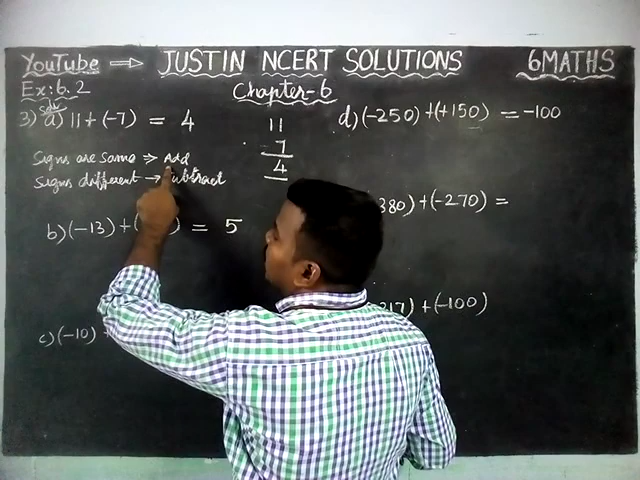 YouTube → JUSTIN NCERT SOLUTIONS 6MATHS
Ex:6.2 Chapter-6
Solu
3) a) 11 + (-7) = 4
11
- 7
4
Signs are Same ⇒ Add
Signs different → Subtract
b) (-13) + ( ) = 5
c) (-10) +
d) (-250) + (+150) = -100
380) + (-270) =
217) + (-100)